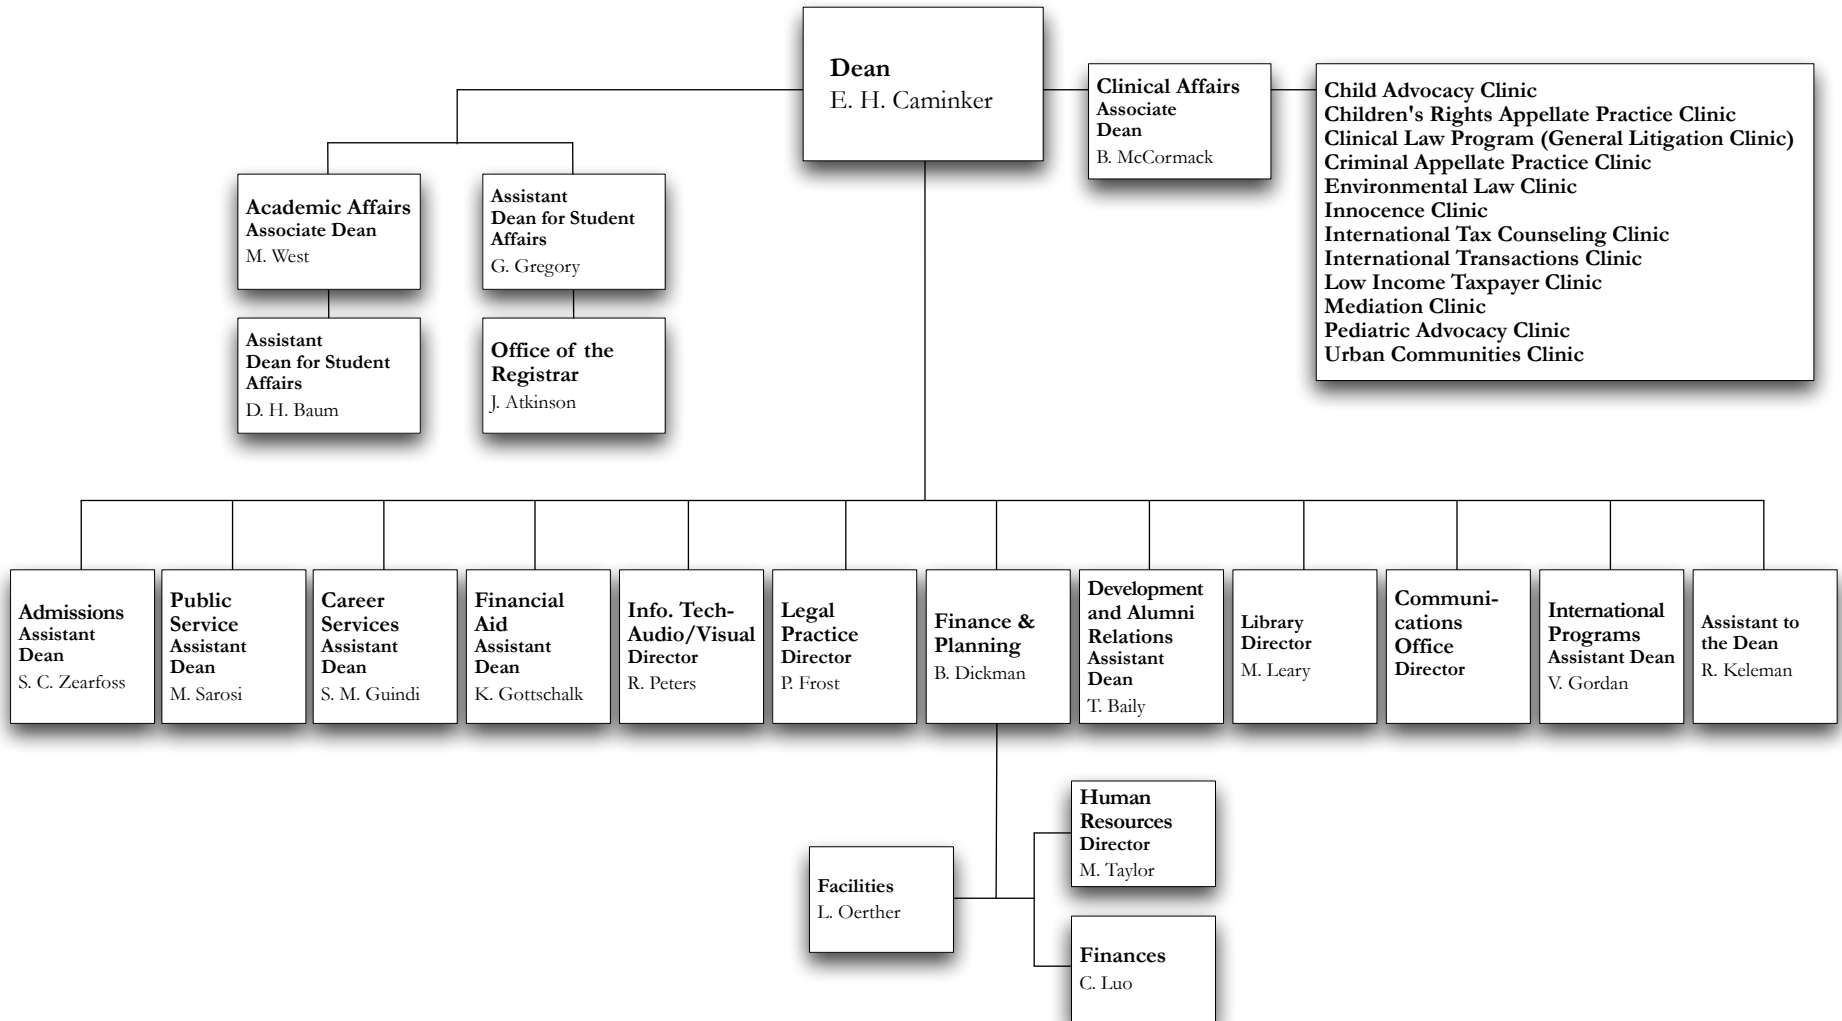 Dean
E. H. Caminker
Clinical Affairs
Associate
Dean
B. McCormack
Child Advocacy Clinic
Children's Rights Appellate Practice Clinic
Clinical Law Program (General Litigation Clinic)
Criminal Appellate Practice Clinic
Environmental Law Clinic
Innocence Clinic
International Tax Counseling Clinic
International Transactions Clinic
Low Income Taxpayer Clinic
Mediation Clinic
Pediatric Advocacy Clinic
Urban Communities Clinic
Academic Affairs
Associate Dean
M. West
Assistant
Dean for Student
Affairs
G. Gregory
Assistant
Dean for Student
Affairs
D. H. Baum
Office of the
Registrar
J. Atkinson
Admissions
Assistant
Dean
S. C. Zearfoss
Public
Service
Assistant
Dean
M. Sarosi
Career
Services
Assistant
Dean
S. M. Guindi
Financial
Aid
Assistant
Dean
K. Gottschalk
Info. Tech-
Audio/Visual
Director
R. Peters
Legal
Practice
Director
P. Frost
Finance &
Planning
B. Dickman
Development
and Alumni
Relations
Assistant
Dean
T. Baily
Library
Director
M. Leary
Communi-
cations
Office
Director
International
Programs
Assistant Dean
V. Gordan
Assistant to
the Dean
R. Keleman
Human
Resources
Director
M. Taylor
Facilities
L. Oerther
Finances
C. Luo